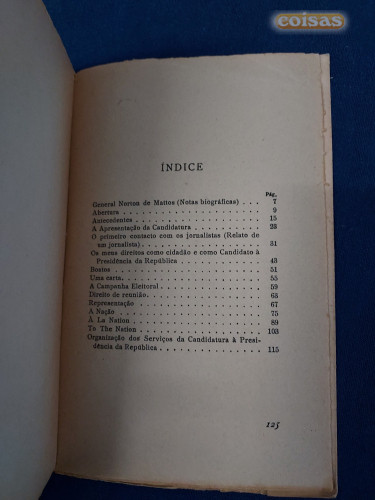 coisas
ÍNDICE
Pág.
General Norton de Mattos (Notas biográficas) . . . 7
Abertura . . . . . . . . . . . . . . 9
Antecedentes . . . . . . . . . . . . . 15
A Apresentação da Candidatura . . . . . . . . 23
O primeiro contacto com os jornalistas (Relato de
um jornalista) . . . . . . . . . . . . 31
Os meus direitos como cidadão e como Candidato à
Presidência da República . . . . . . . . . 43
Boatos . . . . . . . . . . . . . . . 51
Uma carta . . . . . . . . . . . . . . 55
A Campanha Eleitoral . . . . . . . . . . 59
Direito de reunião . . . . . . . . . . . 63
Representação . . . . . . . . . . . . 67
A Nação . . . . . . . . . . . . . . 75
À La Nation . . . . . . . . . . . . . 89
To The Nation . . . . . . . . . . . . 103
Organização dos Serviços da Candidatura à Presi-
dência da República . . . . . . . . . . 115
125